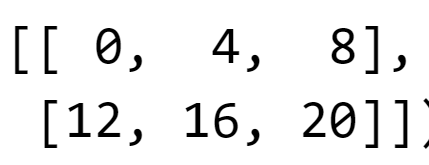 [[ 0, 4, 8],
[12, 16, 20]])